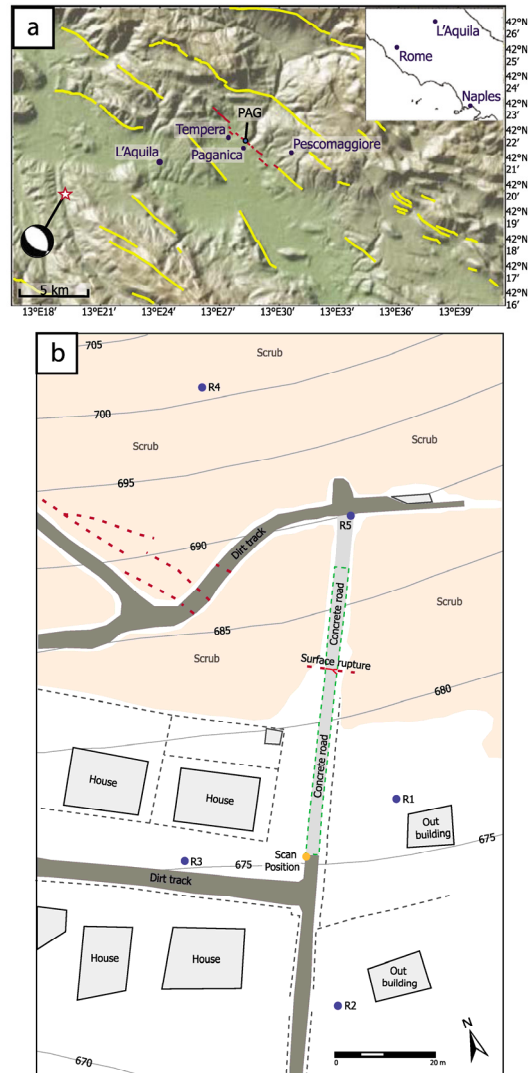 a
L'Aquila
Rome
Naples
PAG
Tempera
Pescomaggiore
L'Aquila
Paganica
5 km
42°N
26'
42°N
25'
42°N
24'
42°N
23'
42°N
22'
42°N
21'
42°N
20'
42°N
19'
42°N
18'
42°N
17'
42°N
16'
13°E18'
13°E21'
13°E24'
13°E27'
13°E30'
13°E33'
13°E36'
13°E39'
b
705
Scrub
R4
700
Scrub
Scrub
695
R5
690
Dirt track
Concrete road
Scrub
685
Scrub
Surface rupture
680
House
House
Concrete road
R1
Out
building
675
Scan
Position
R3
675
Dirt track
House
House
Out
building
R2
N
20 m
670